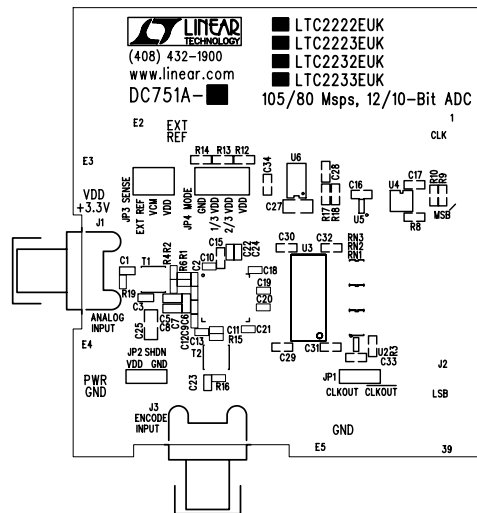 LINEAR
TECHNOLOGY
(408) 432-1900
www.linear.com
DC751A-
LTC2222EUK
LTC2223EUK
LTC2232EUK
LTC2233EUK
105/80 Msps, 12/10-Bit ADC
E2
EXT
REF
1
CLK
E3
R14 R13 R12
C34
U6
C28
C27
R17
R18
C16
U5
U4
C17
R10
R9
R8
MSB
VDD
+3.3V
J1
JP3 SENSE
EXT REF
VCM
VDD
JP4 MODE
GND
1/3 VDD
2/3 VDD
VDD
C1
T1
R19
C3
R4
R2
R6
R1
C2
C10
C15
C22
C24
C18
C19
C20
C30
U3
C32
RN3
RN2
RN1
ANALOG
INPUT
C25
C5
C8
C7
C12
C9
C6
C13
C11
C21
R15
T2
C29
C31
U2
R3
C33
E4
JP2 SHDN
VDD GND
PWR
GND
C23
R16
JP1
CLKOUT CLKOUT
J2
LSB
J3
ENCODE
INPUT
GND
E5
39